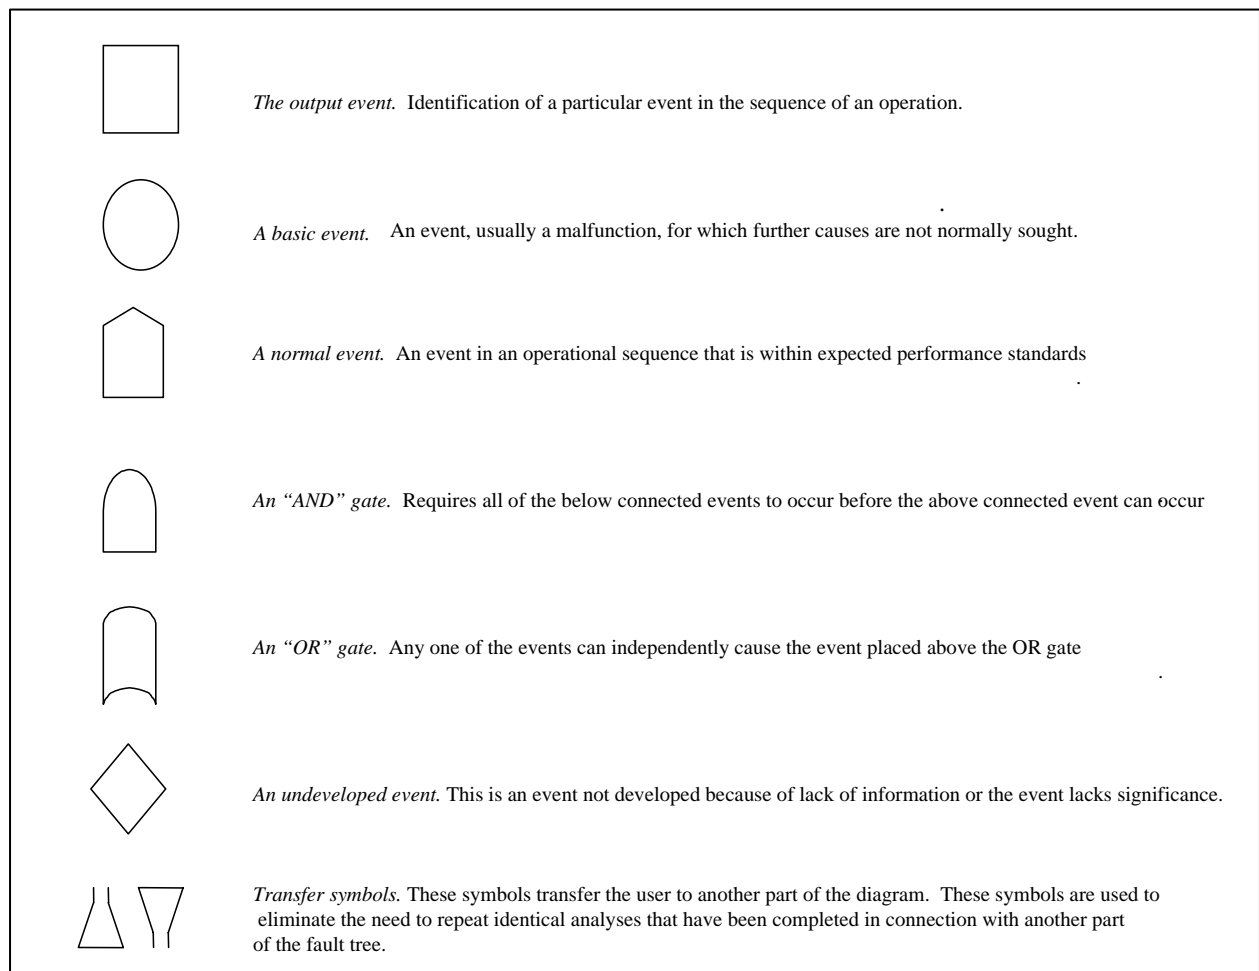 The output event. Identification of a particular event in the sequence of an operation.
A basic event. An event, usually a malfunction, for which further causes are not normally sought.
A normal event. An event in an operational sequence that is within expected performance standards.
An “AND” gate. Requires all of the below connected events to occur before the above connected event can occur.
An “OR” gate. Any one of the events can independently cause the event placed above the OR gate.
An undeveloped event. This is an event not developed because of lack of information or the event lacks significance.
Transfer symbols. These symbols transfer the user to another part of the diagram. These symbols are used to
eliminate the need to repeat identical analyses that have been completed in connection with another part
of the fault tree.